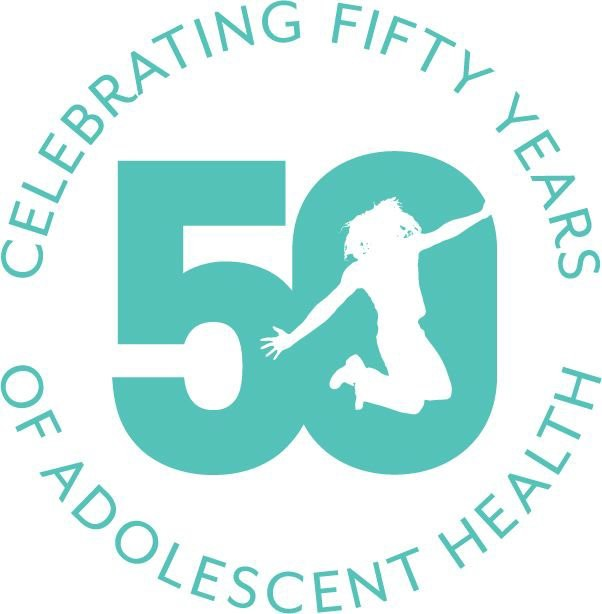 CELEBRATING FIFTY YEARS
50
OF ADOLESCENT HEALTH